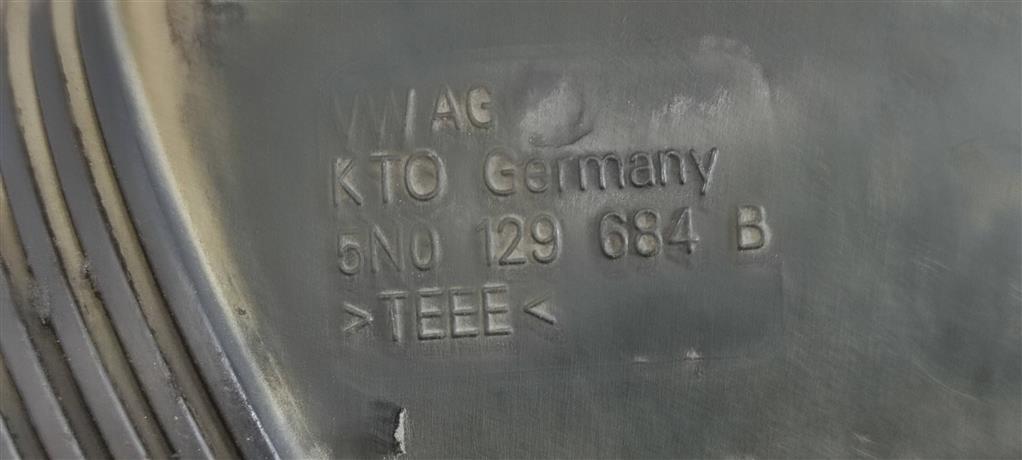 VW AG
KTO Germany
5N0 129 684 B
>TEEE<